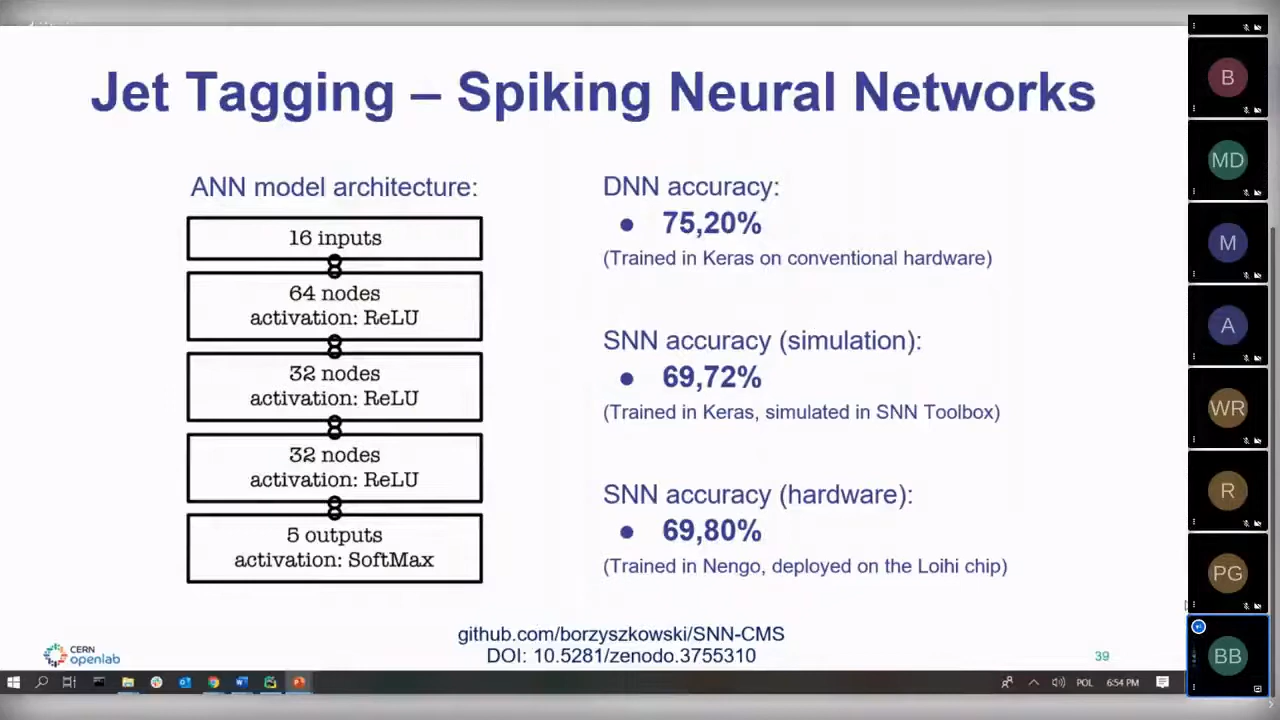 Jet Tagging – Spiking Neural Networks
ANN model architecture:
16 inputs
64 nodes
activation: ReLU
32 nodes
activation: ReLU
32 nodes
activation: ReLU
5 outputs
activation: SoftMax
DNN accuracy:
● 75,20%
(Trained in Keras on conventional hardware)
SNN accuracy (simulation):
● 69,72%
(Trained in Keras, simulated in SNN Toolbox)
SNN accuracy (hardware):
● 69,80%
(Trained in Nengo, deployed on the Loihi chip)
github.com/borzyszkowski/SNN-CMS
DOI: 10.5281/zenodo.3755310
CERN
openlab
39
POL
6:54 PM
B
MD
M
A
WR
R
PG
BB